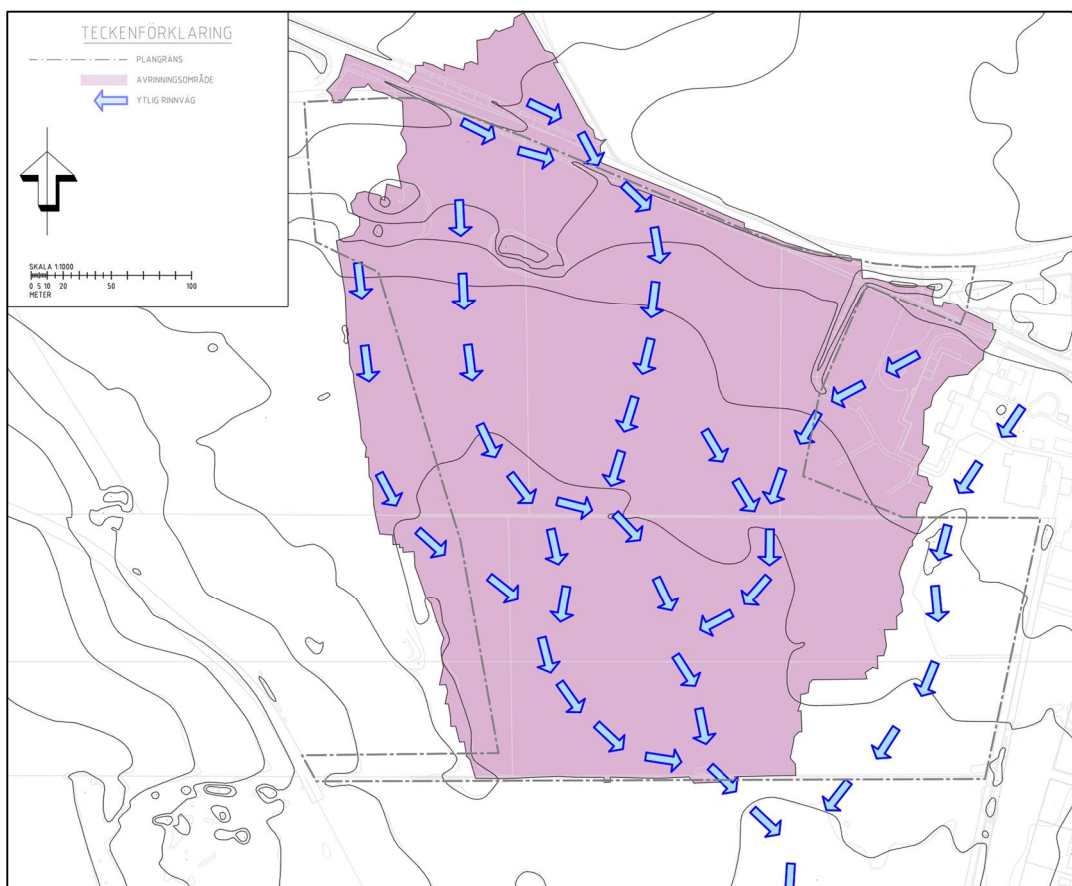 TECKENFÖRKLARING
PLANGRÄNS
AVRINNINGSOMRÅDE
YTLIG RINNVÄG
SKALA 1:1000
0 5 10 20 50 100
METER